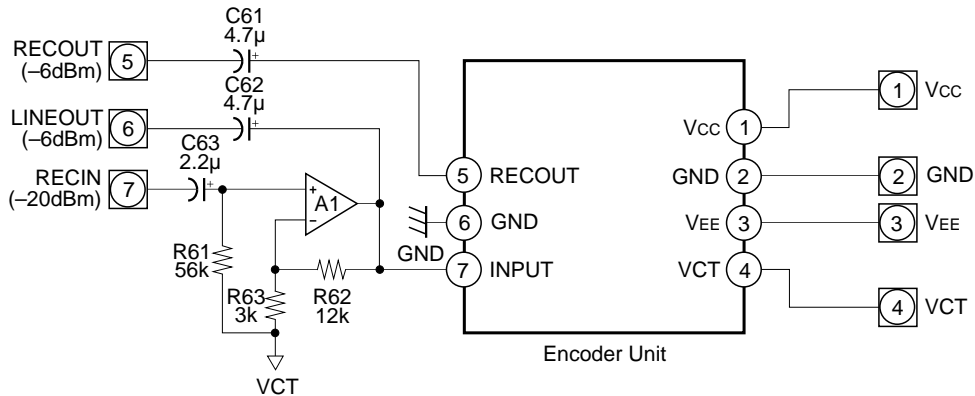 RECOUT
(–6dBm)
5
C61
4.7µ
+
LINEOUT
(–6dBm)
6
C62
4.7µ
+
RECIN
(–20dBm)
7
C63
2.2µ
+
+
A1
–
R61
56k
R63
3k
R62
12k
VCT
GND
5 RECOUT
6 GND
7 INPUT
VCC 1
GND 2
VEE 3
VCT 4
Encoder Unit
1 VCC
2 GND
3 VEE
4 VCT